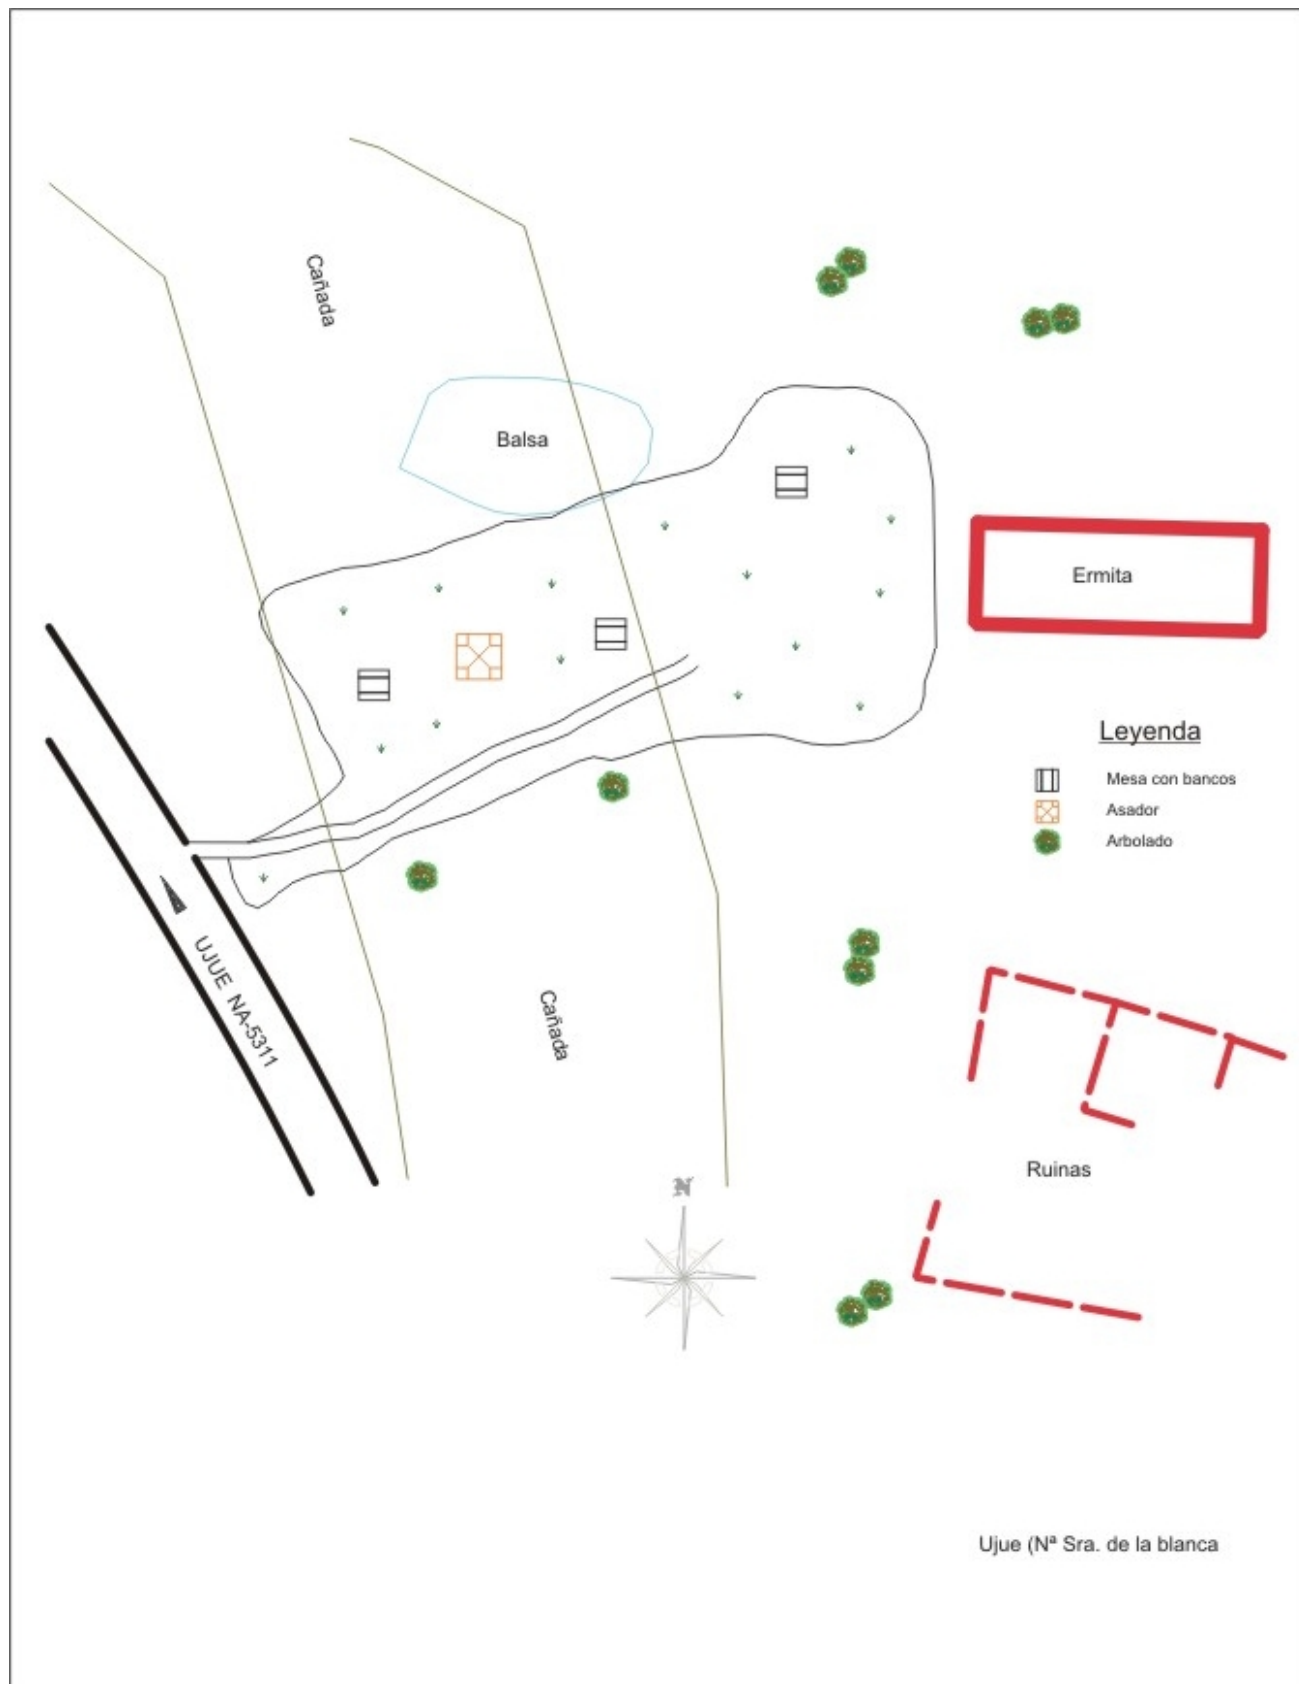 Cañada
Balsa
Ermita
Leyenda
Mesa con bancos
Asador
Arbolado
UJUE NA-5311
Cañada
Ruinas
N
Ujue (Nª Sra. de la blanca